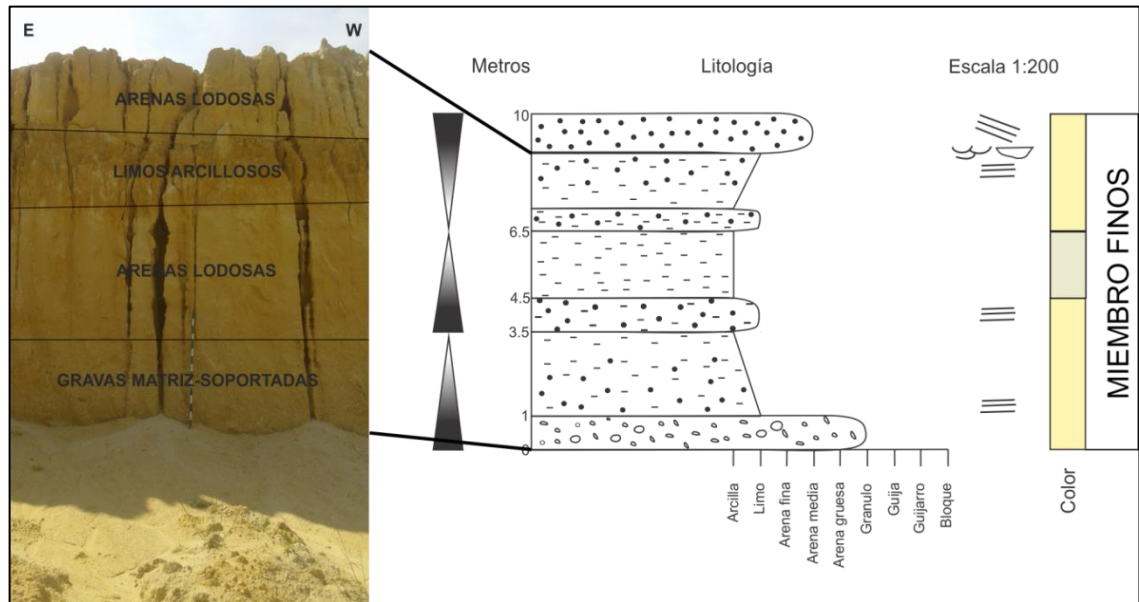 E W
ARENAS LODOSAS
LIMOS ARCILLOSOS
ARENAS LODOSAS
GRAVAS MATRIZ-SOPORTADAS
Metros Litología Escala 1:200
10
6.5
4.5
3.5
1
0
Arcilla
Limo
Arena fina
Arena media
Arena gruesa
Granulo
Guija
Guijarro
Bloque
Color
MIEMBRO FINOS